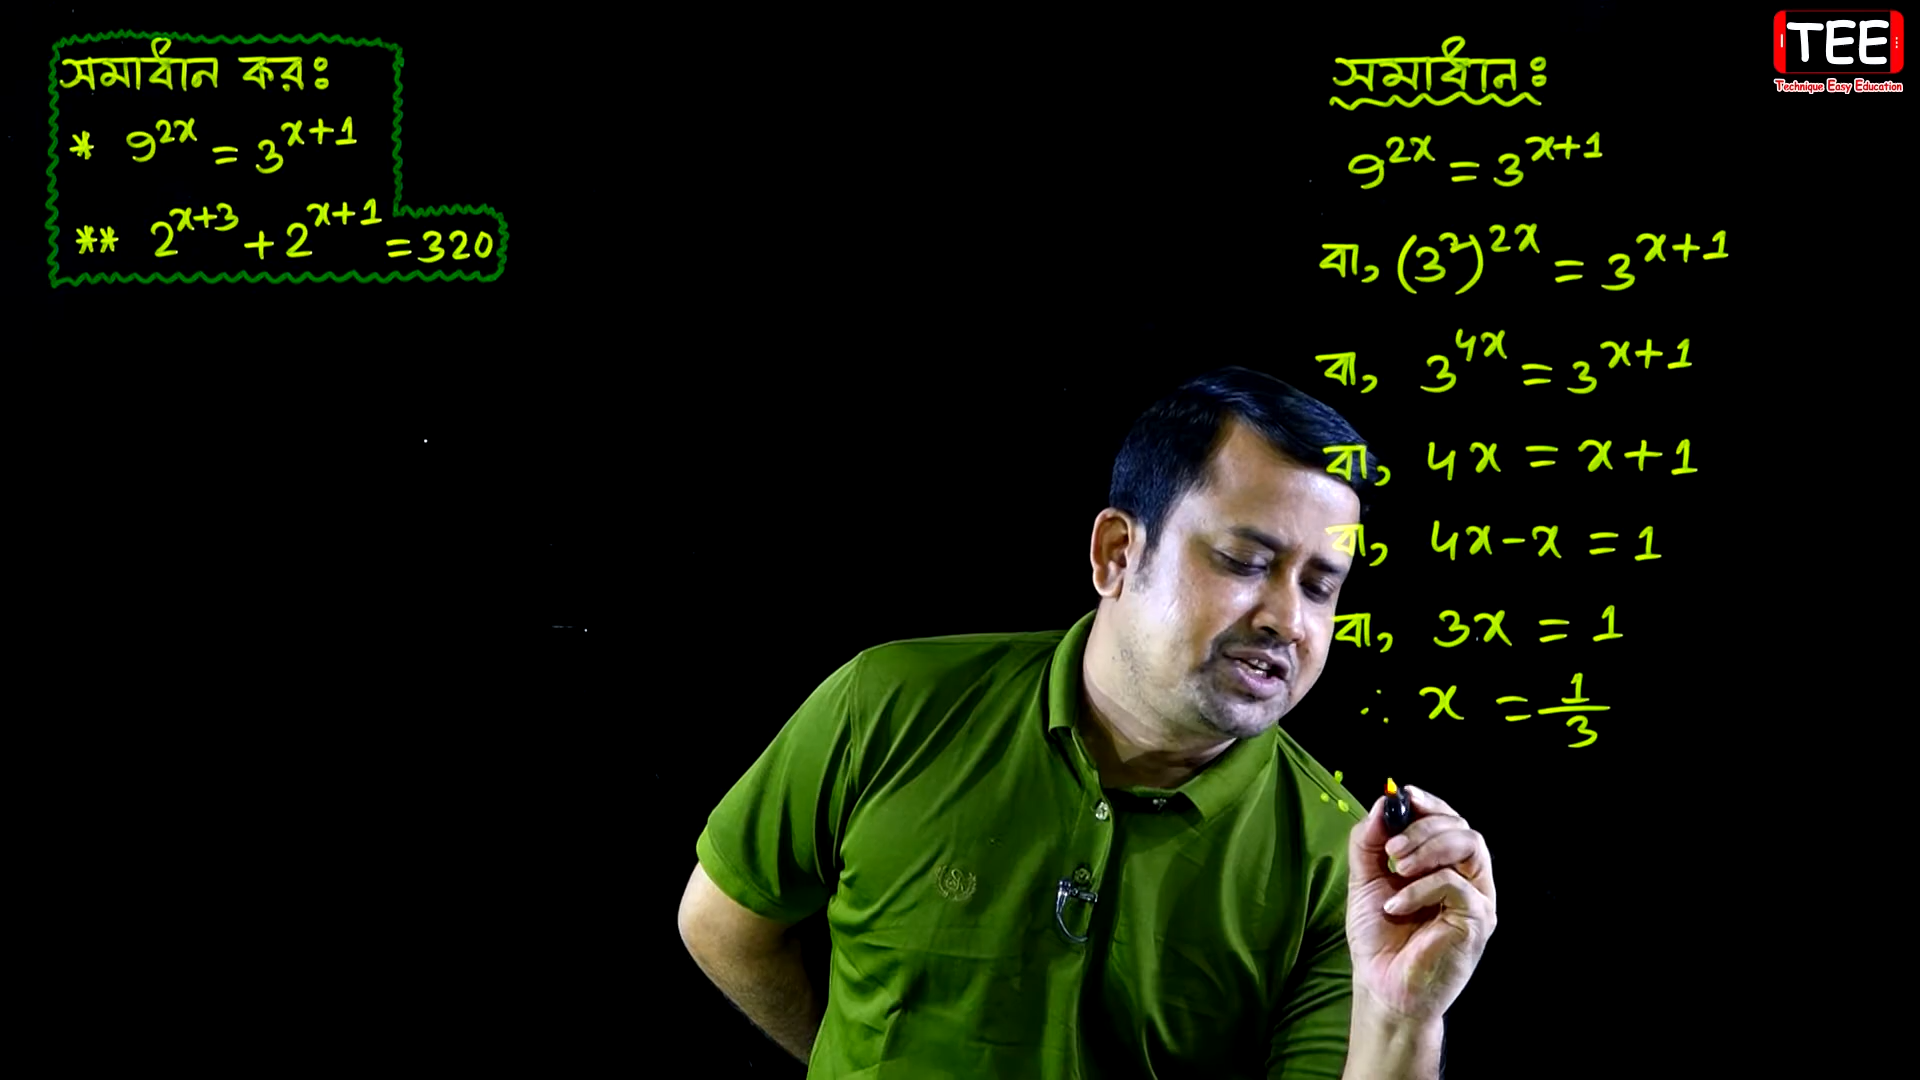 সমাধান করঃ
* 9^{2x} = 3^{x+1}
** 2^{x+3} + 2^{x+1} = 320
সমাধানঃ
9^{2x} = 3^{x+1}
বা, (3^2)^{2x} = 3^{x+1}
বা, 3^{4x} = 3^{x+1}
বা, 4x = x+1
বা, 4x-x = 1
বা, 3x = 1
∴ x = 1/3
∴
TEE
Technique Easy Education